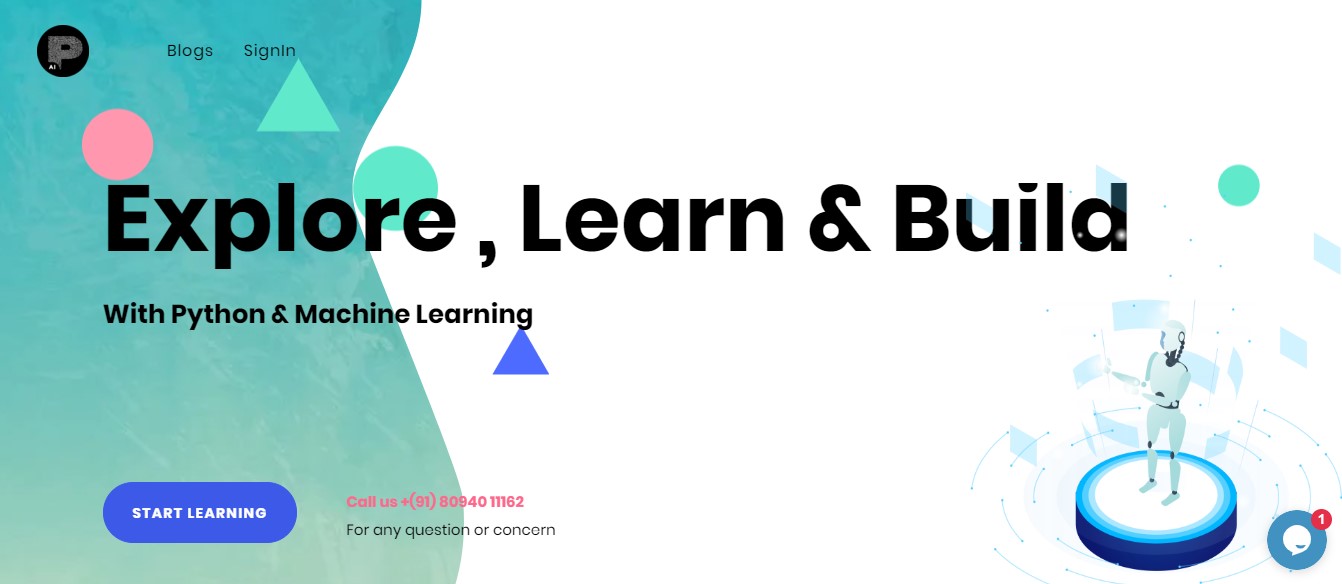 P
AI
Blogs SignIn
Explore , Learn & Build
With Python & Machine Learning
START LEARNING
Call us +(91) 80940 11162
For any question or concern
1